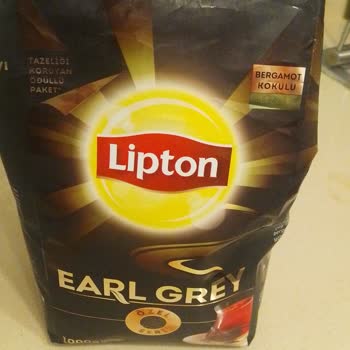 TAZELİĞİ
KORUYAN
ÖDÜLLÜ
PAKET*
BERGAMOT
KOKULU
Lipton
EARL GREY
ÖZEL